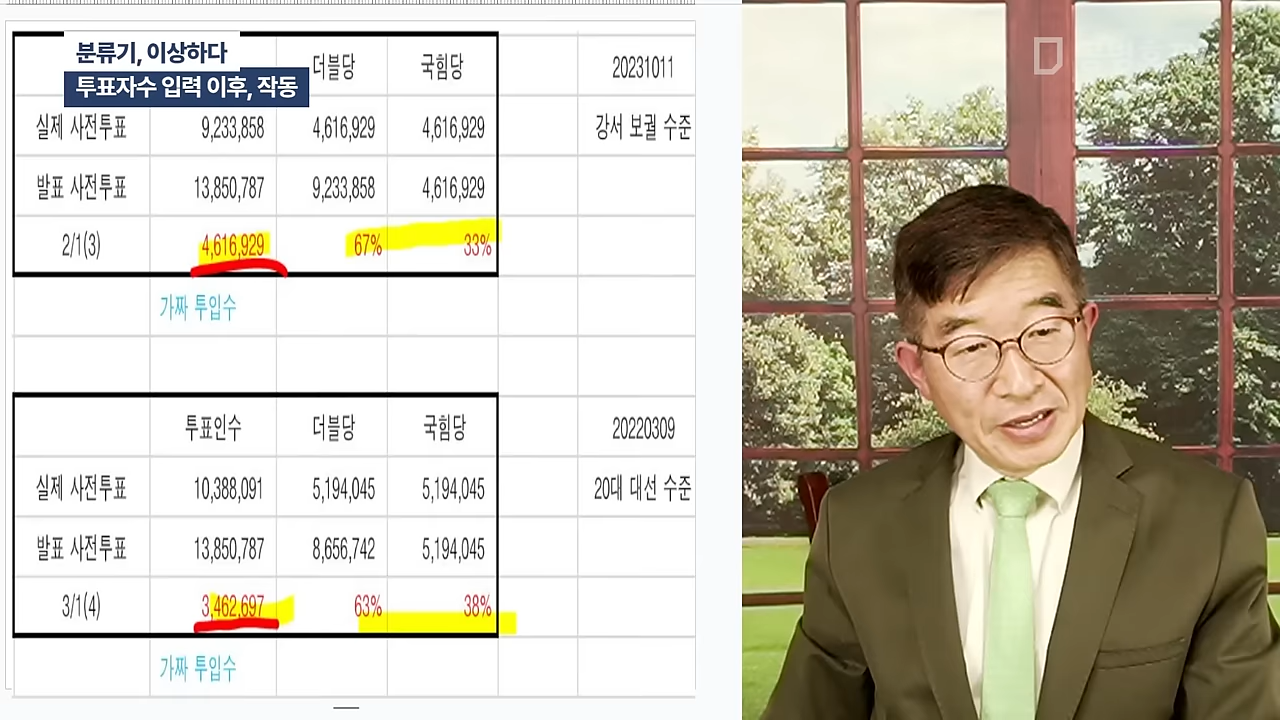 분류기, 이상하다
투표자수 입력 이후, 작동
더블당 국힘당 20231011
실제 사전투표 9,233,858 4,616,929 4,616,929 강서 보궐 수준
발표 사전투표 13,850,787 9,233,858 4,616,929
2/1(3) 4,616,929 67% 33%
가짜 투입수
투표인수 더블당 국힘당 20220309
실제 사전투표 10,388,091 5,194,045 5,194,045 20대 대선 수준
발표 사전투표 13,850,787 8,656,742 5,194,045
3/1(4) 3,462,697 63% 38%
가짜 투입수